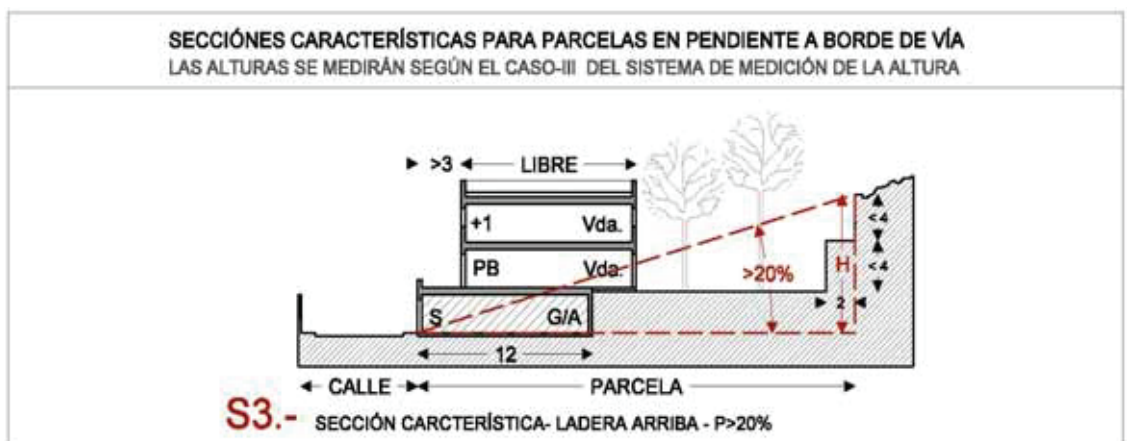 SECCIÓNES CARACTERÍSTICAS PARA PARCELAS EN PENDIENTE A BORDE DE VÍA
LAS ALTURAS SE MEDIRÁN SEGÚN EL CASO-III DEL SISTEMA DE MEDICIÓN DE LA ALTURA
>3 LIBRE
+1 Vda.
<4
PB Vda.
>20% H <4
S G/A 2
12
CALLE PARCELA
S3.- SECCIÓN CARCTERÍSTICA- LADERA ARRIBA - P>20%